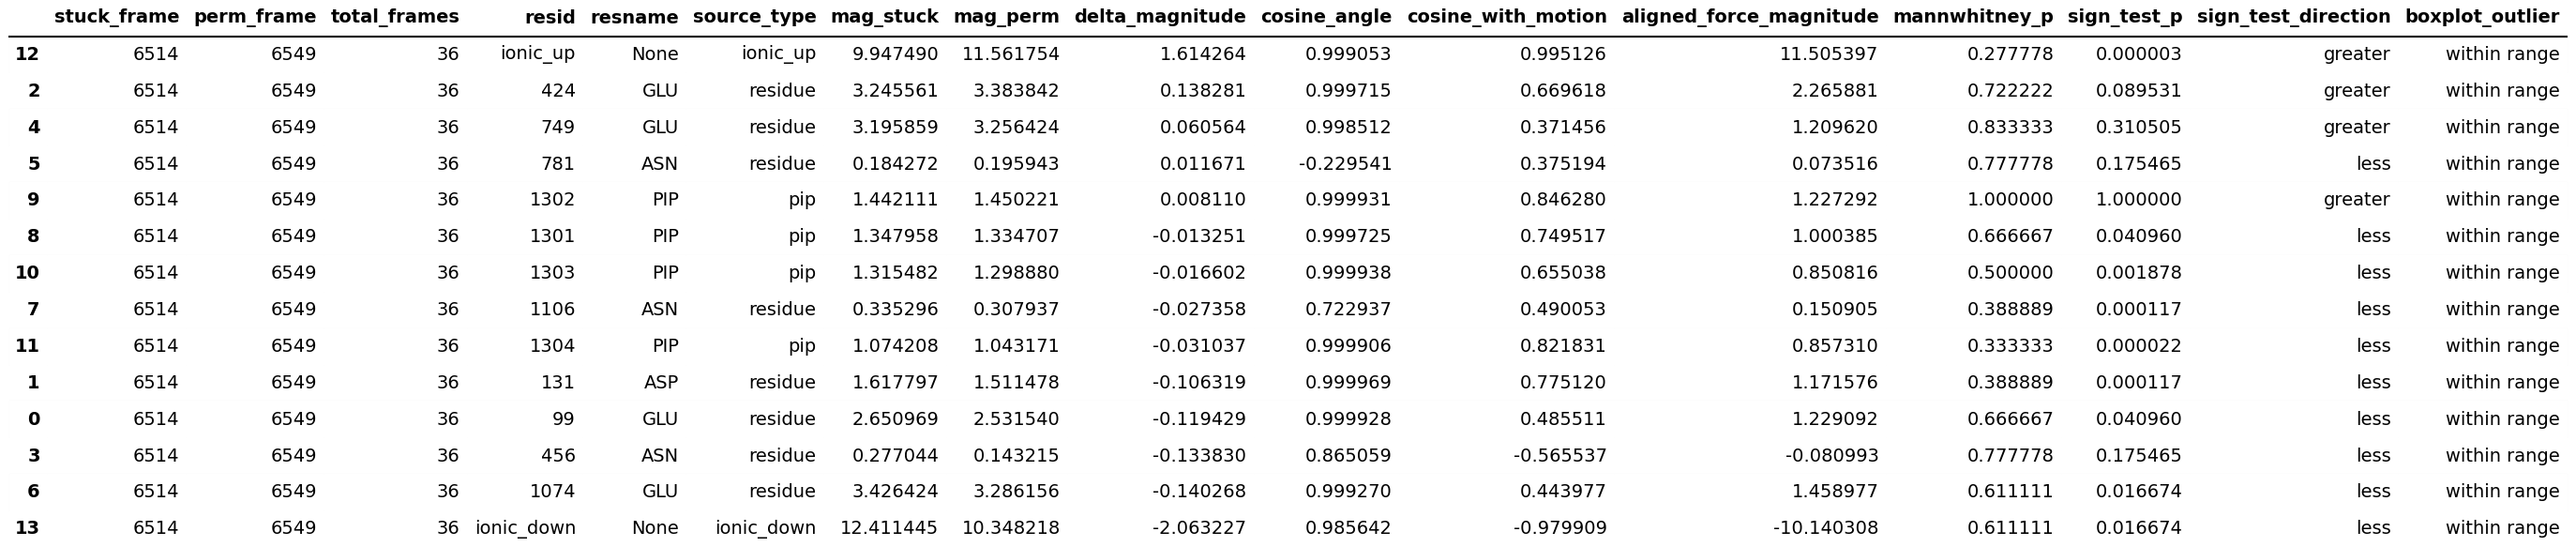 stuck_frame perm_frame total_frames resid resname source_type mag_stuck mag_perm delta_magnitude cosine_angle cosine_with_motion aligned_force_magnitude mannwhitney_p sign_test_p sign_test_direction boxplot_outlier
12 6514 6549 36 ionic_up None ionic_up 9.947490 11.561754 1.614264 0.999053 0.995126 11.505397 0.277778 0.000003 greater within range
2 6514 6549 36 424 GLU residue 3.245561 3.383842 0.138281 0.999715 0.669618 2.265881 0.722222 0.089531 greater within range
4 6514 6549 36 749 GLU residue 3.195859 3.256424 0.060564 0.998512 0.371456 1.209620 0.833333 0.310505 greater within range
5 6514 6549 36 781 ASN residue 0.184272 0.195943 0.011671 -0.229541 0.375194 0.073516 0.777778 0.175465 less within range
9 6514 6549 36 1302 PIP pip 1.442111 1.450221 0.008110 0.999931 0.846280 1.227292 1.000000 1.000000 greater within range
8 6514 6549 36 1301 PIP pip 1.347958 1.334707 -0.013251 0.999725 0.749517 1.000385 0.666667 0.040960 less within range
10 6514 6549 36 1303 PIP pip 1.315482 1.298880 -0.016602 0.999938 0.655038 0.850816 0.500000 0.001878 less within range
7 6514 6549 36 1106 ASN residue 0.335296 0.307937 -0.027358 0.722937 0.490053 0.150905 0.388889 0.000117 less within range
11 6514 6549 36 1304 PIP pip 1.074208 1.043171 -0.031037 0.999906 0.821831 0.857310 0.333333 0.000022 less within range
1 6514 6549 36 131 ASP residue 1.617797 1.511478 -0.106319 0.999969 0.775120 1.171576 0.388889 0.000117 less within range
0 6514 6549 36 99 GLU residue 2.650969 2.531540 -0.119429 0.999928 0.485511 1.229092 0.666667 0.040960 less within range
3 6514 6549 36 456 ASN residue 0.277044 0.143215 -0.133830 0.865059 -0.565537 -0.080993 0.777778 0.175465 less within range
6 6514 6549 36 1074 GLU residue 3.426424 3.286156 -0.140268 0.999270 0.443977 1.458977 0.611111 0.016674 less within range
13 6514 6549 36 ionic_down None ionic_down 12.411445 10.348218 -2.063227 0.985642 -0.979909 -10.140308 0.611111 0.016674 less within range